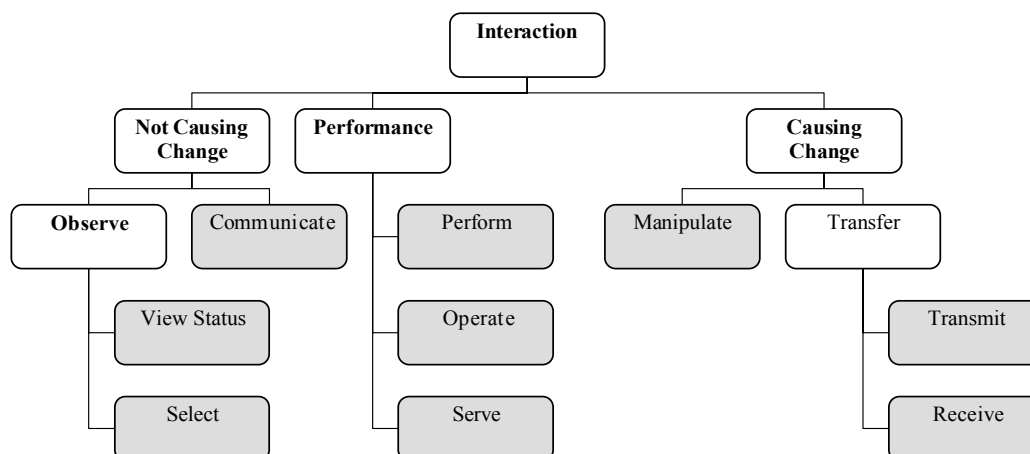 Interaction
Not Causing
Change
Performance
Causing
Change
Observe
Communicate
Perform
Manipulate
Transfer
View Status
Operate
Transmit
Select
Serve
Receive